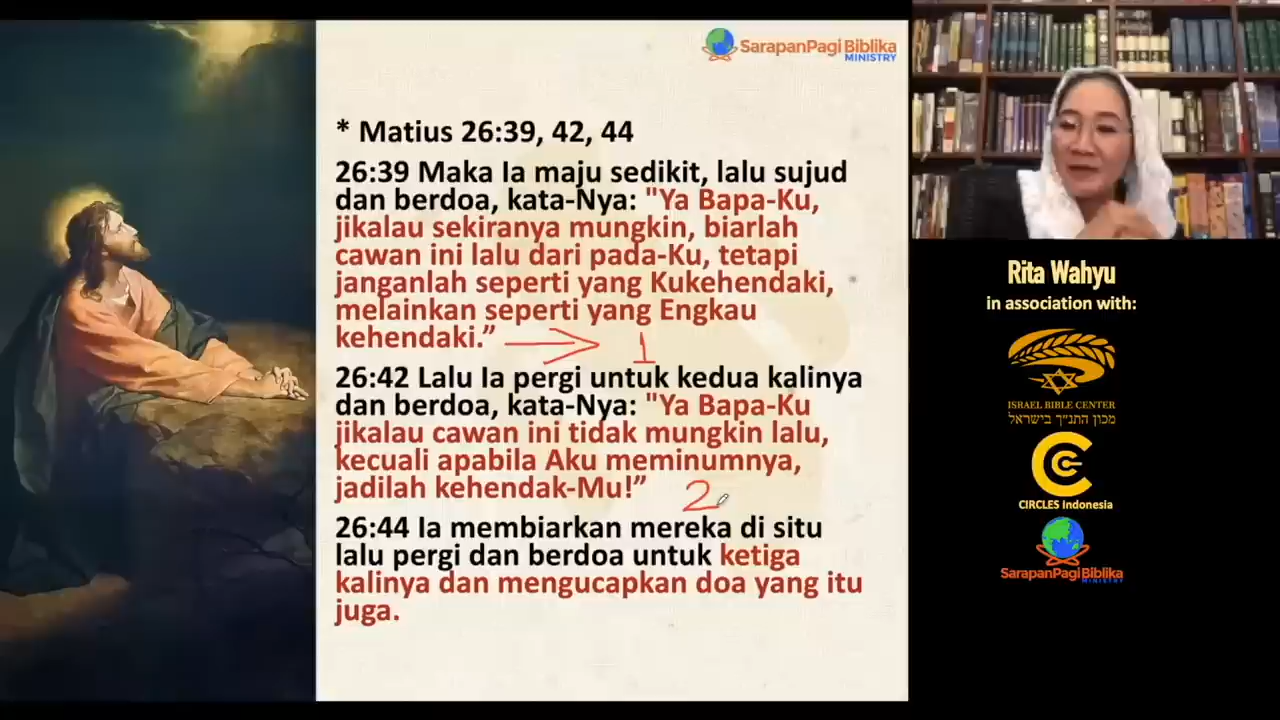 SarapanPagi Biblika
MINISTRY
* Matius 26:39, 42, 44
26:39 Maka Ia maju sedikit, lalu sujud
dan berdoa, kata-Nya: "Ya Bapa-Ku,
jikalau sekiranya mungkin, biarlah
cawan ini lalu dari pada-Ku, tetapi
janganlah seperti yang Kukehendaki,
melainkan seperti yang Engkau
kehendaki.”
1
26:42 Lalu Ia pergi untuk kedua kalinya
dan berdoa, kata-Nya: "Ya Bapa-Ku
jikalau cawan ini tidak mungkin lalu,
kecuali apabila Aku meminumnya,
jadilah kehendak-Mu!”
2
26:44 Ia membiarkan mereka di situ
lalu pergi dan berdoa untuk ketiga
kalinya dan mengucapkan doa yang itu
juga.
Rita Wahyu
in association with:
ISRAEL BIBLE CENTER
מכון התנ״ך בישראל
CIRCLES Indonesia
SarapanPagi Biblika
MINISTRY